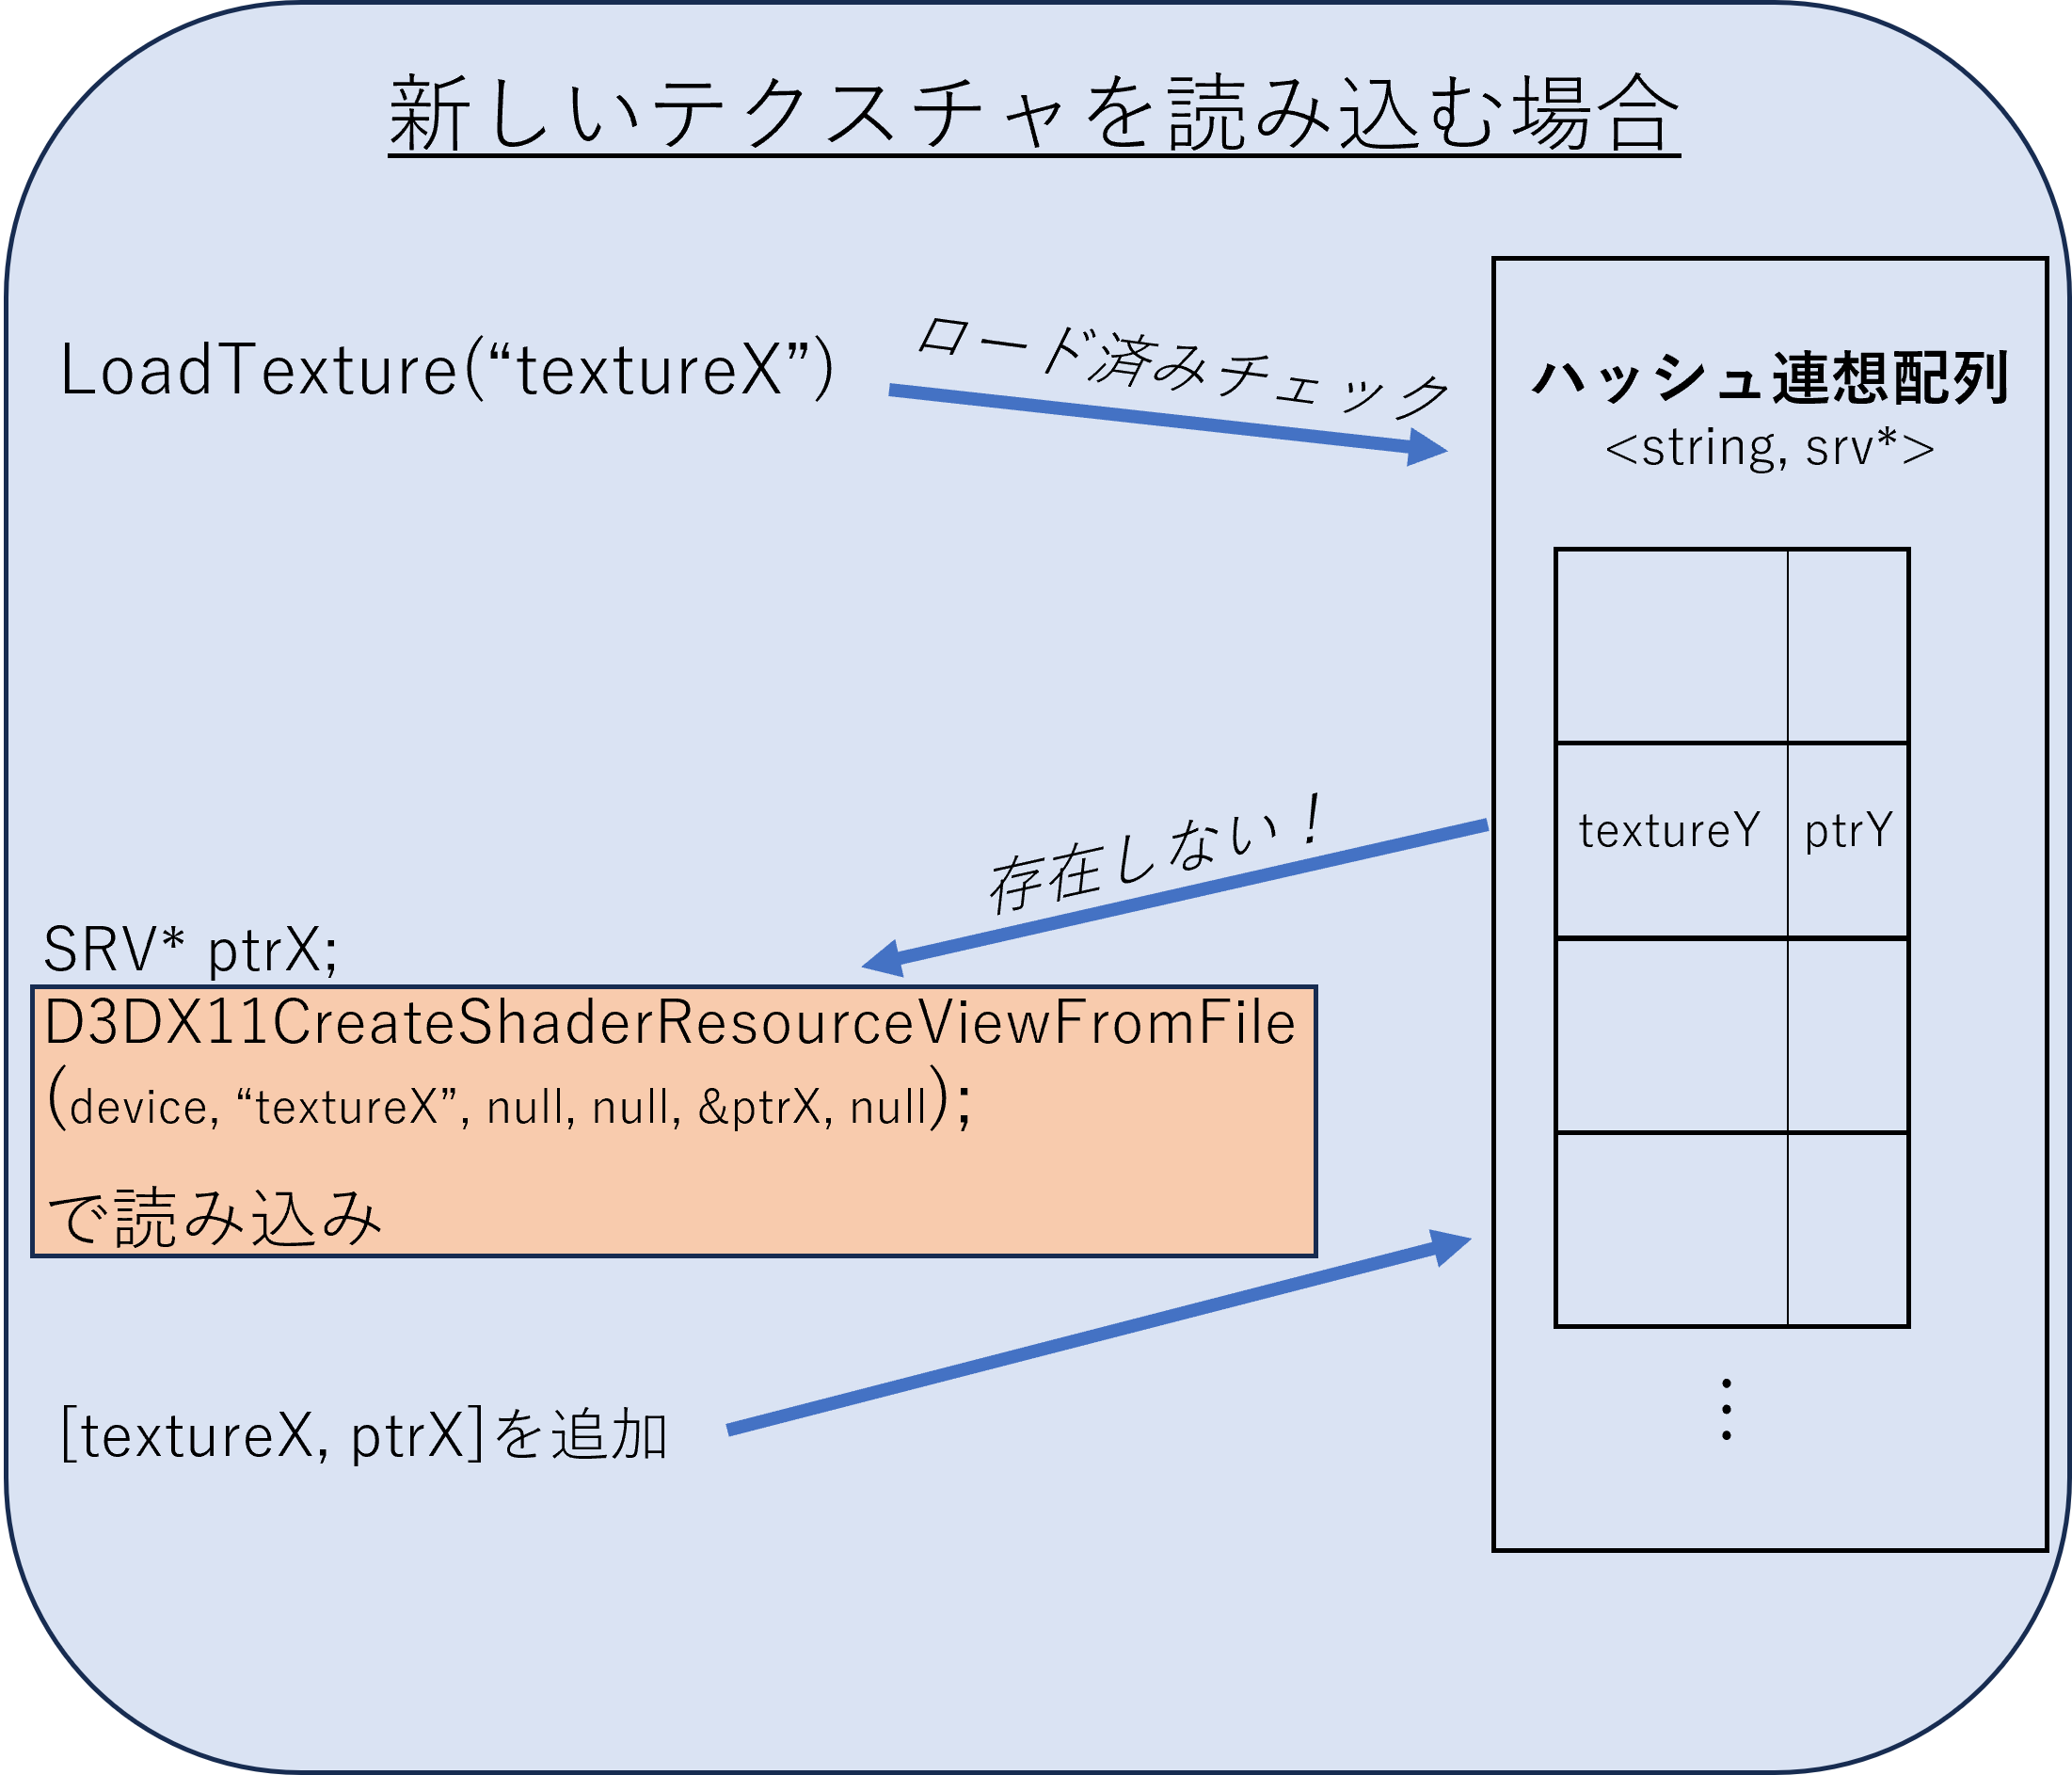 新しいテクスチャを読み込む場合
LoadTexture(“textureX”)
ロード済みチェック
ハッシュ連想配列
<string, srv*>
textureY ptrY
存在しない！
SRV* ptrX;
D3DX11CreateShaderResourceViewFromFile
(device, “textureX”, null, null, &ptrX, null);
で読み込み
[textureX, ptrX]を追加
⋮